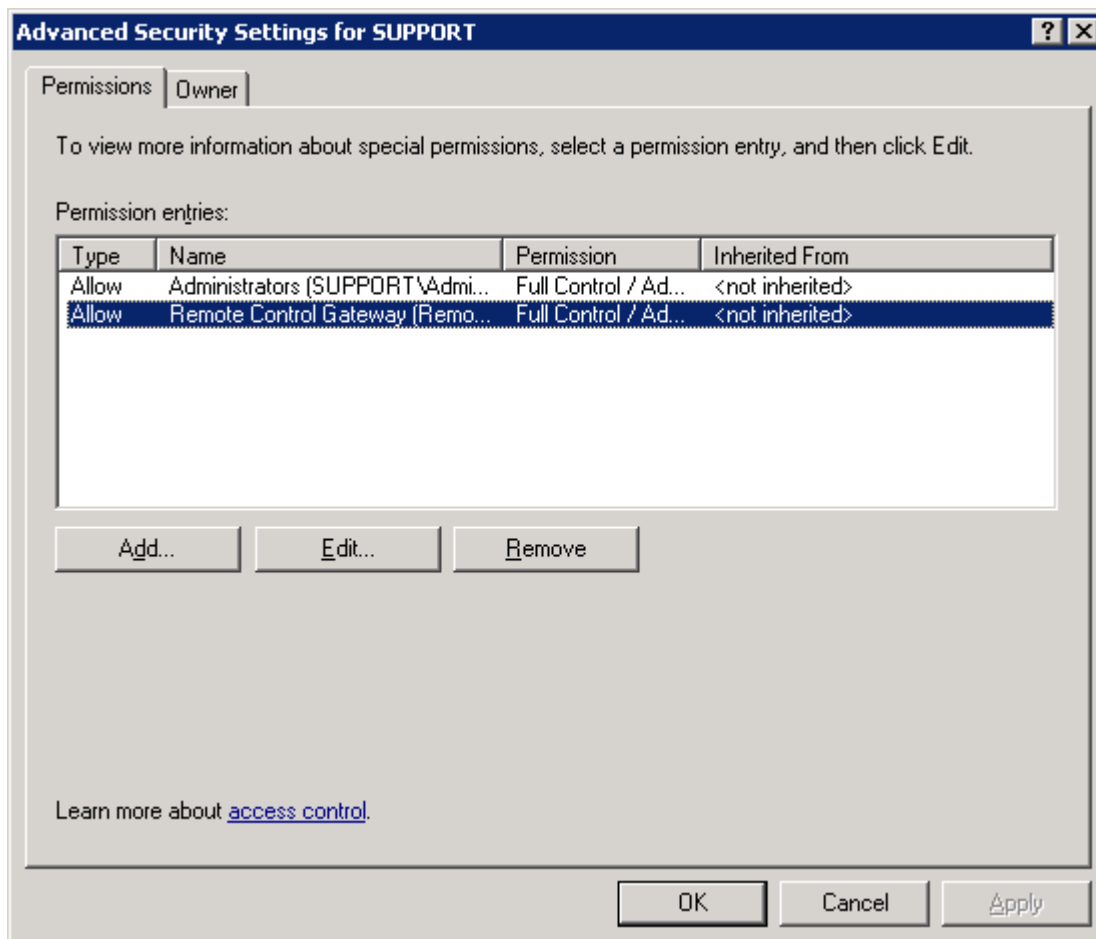 Advanced Security Settings for SUPPORT
Permissions Owner
To view more information about special permissions, select a permission entry, and then click Edit.
Permission entries:
Type Name Permission Inherited From
Allow Administrators (SUPPORT\Admi... Full Control / Ad... <not inherited>
Allow Remote Control Gateway (Remo... Full Control / Ad... <not inherited>
Add... Edit... Remove
Learn more about access control.
OK Cancel Apply